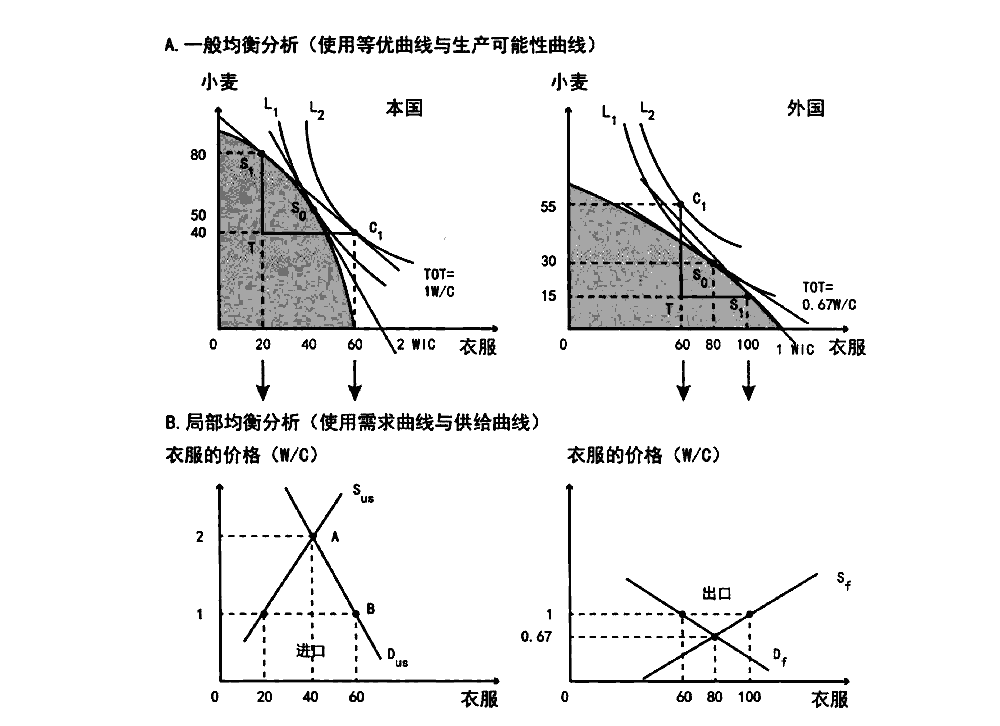 A. 一般均衡分析（使用等优曲线与生产可能性曲线）
小麦
L1
L2
本国
80
S1
50
S0
40
C1
T
TOT=
1W/C
0
20
40
60
2 WIC
衣服
小麦
L1
L2
外国
55
C1
30
S0
TOT=
0.67W/C
15
T
S1
0
60
80
100
1 WIC
衣服
B. 局部均衡分析（使用需求曲线与供给曲线）
衣服的价格（W/C）
Sus
2
A
1
B
进口
Dus
0
20
40
60
衣服
衣服的价格（W/C）
出口
Sf
1
0.67
Df
0
60
80
100
衣服